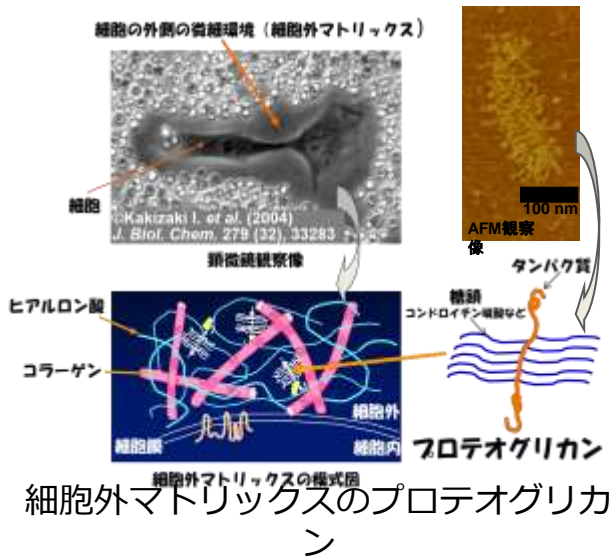 細胞の外側の微細環境（細胞外マトリックス）
細胞
©Kakizaki I. et al. (2004)
J. Biol. Chem. 279 (32), 33283
顕微鏡観察像
100 nm
AFM観察
像
タンパク質
糖鎖
コンドロイチン硫酸など
プロテオグリカン
ヒアルロン酸
コラーゲン
細胞外
細胞膜
細胞内
細胞外マトリックスの模式図
細胞外マトリックスのプロテオグリカ
ン